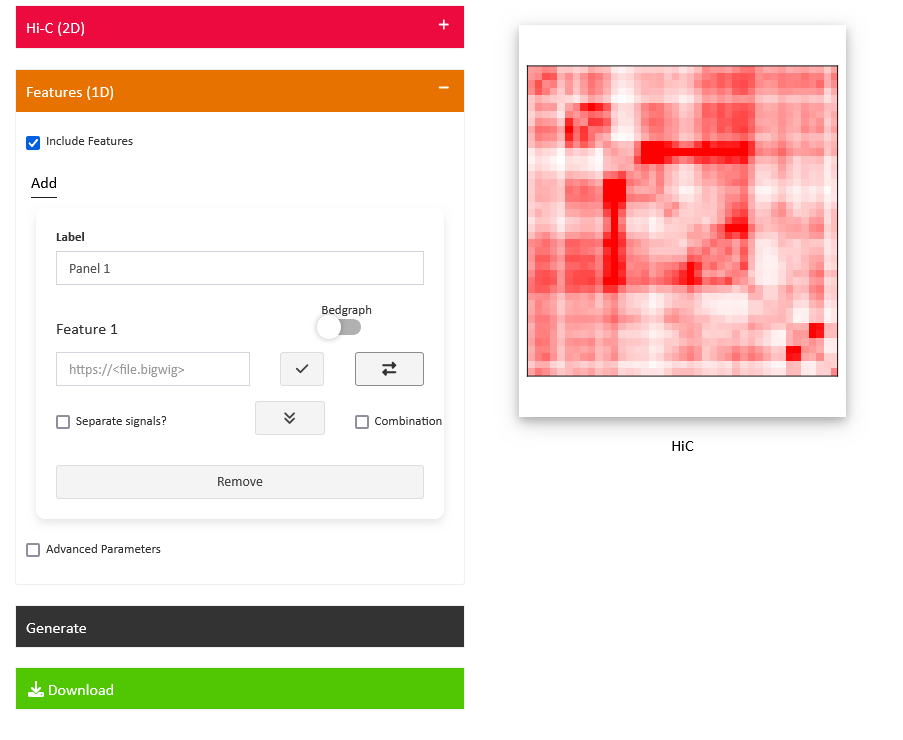 Hi-C (2D)
Features (1D)
Include Features
Add
Label
Panel 1
Bedgraph
Feature 1
https://<file.bigwig>
Separate signals?
Combination
Remove
Advanced Parameters
Generate
Download
HiC